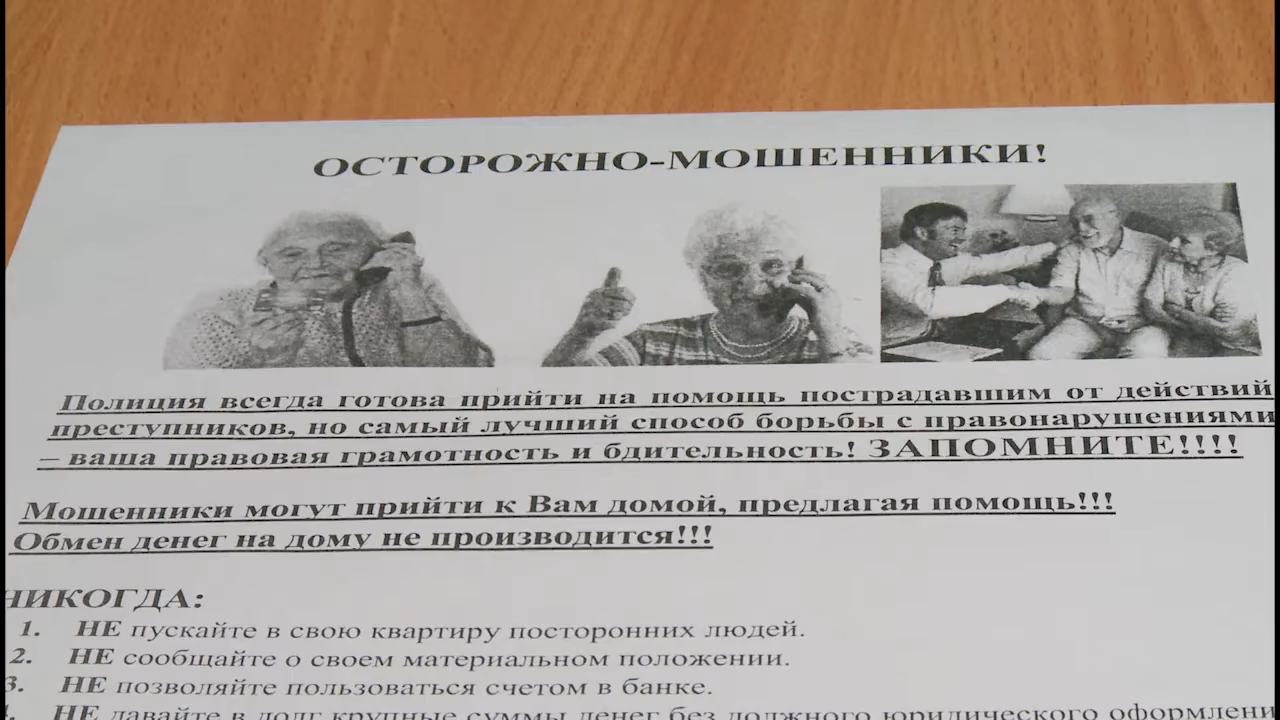 ОСТОРОЖНО-МОШЕННИКИ!
Полиция всегда готова прийти на помощь пострадавшим от действий
преступников, но самый лучший способ борьбы с правонарушениями
– ваша правовая грамотность и бдительность! ЗАПОМНИТЕ!!!!
Мошенники могут прийти к Вам домой, предлагая помощь!!!
Обмен денег на дому не производится!!!
НИКОГДА:
1. НЕ пускайте в свою квартиру посторонних людей.
2. НЕ сообщайте о своем материальном положении.
3. НЕ позволяйте пользоваться счетом в банке.
НЕ давайте в долг крупные суммы денег без должного юридического